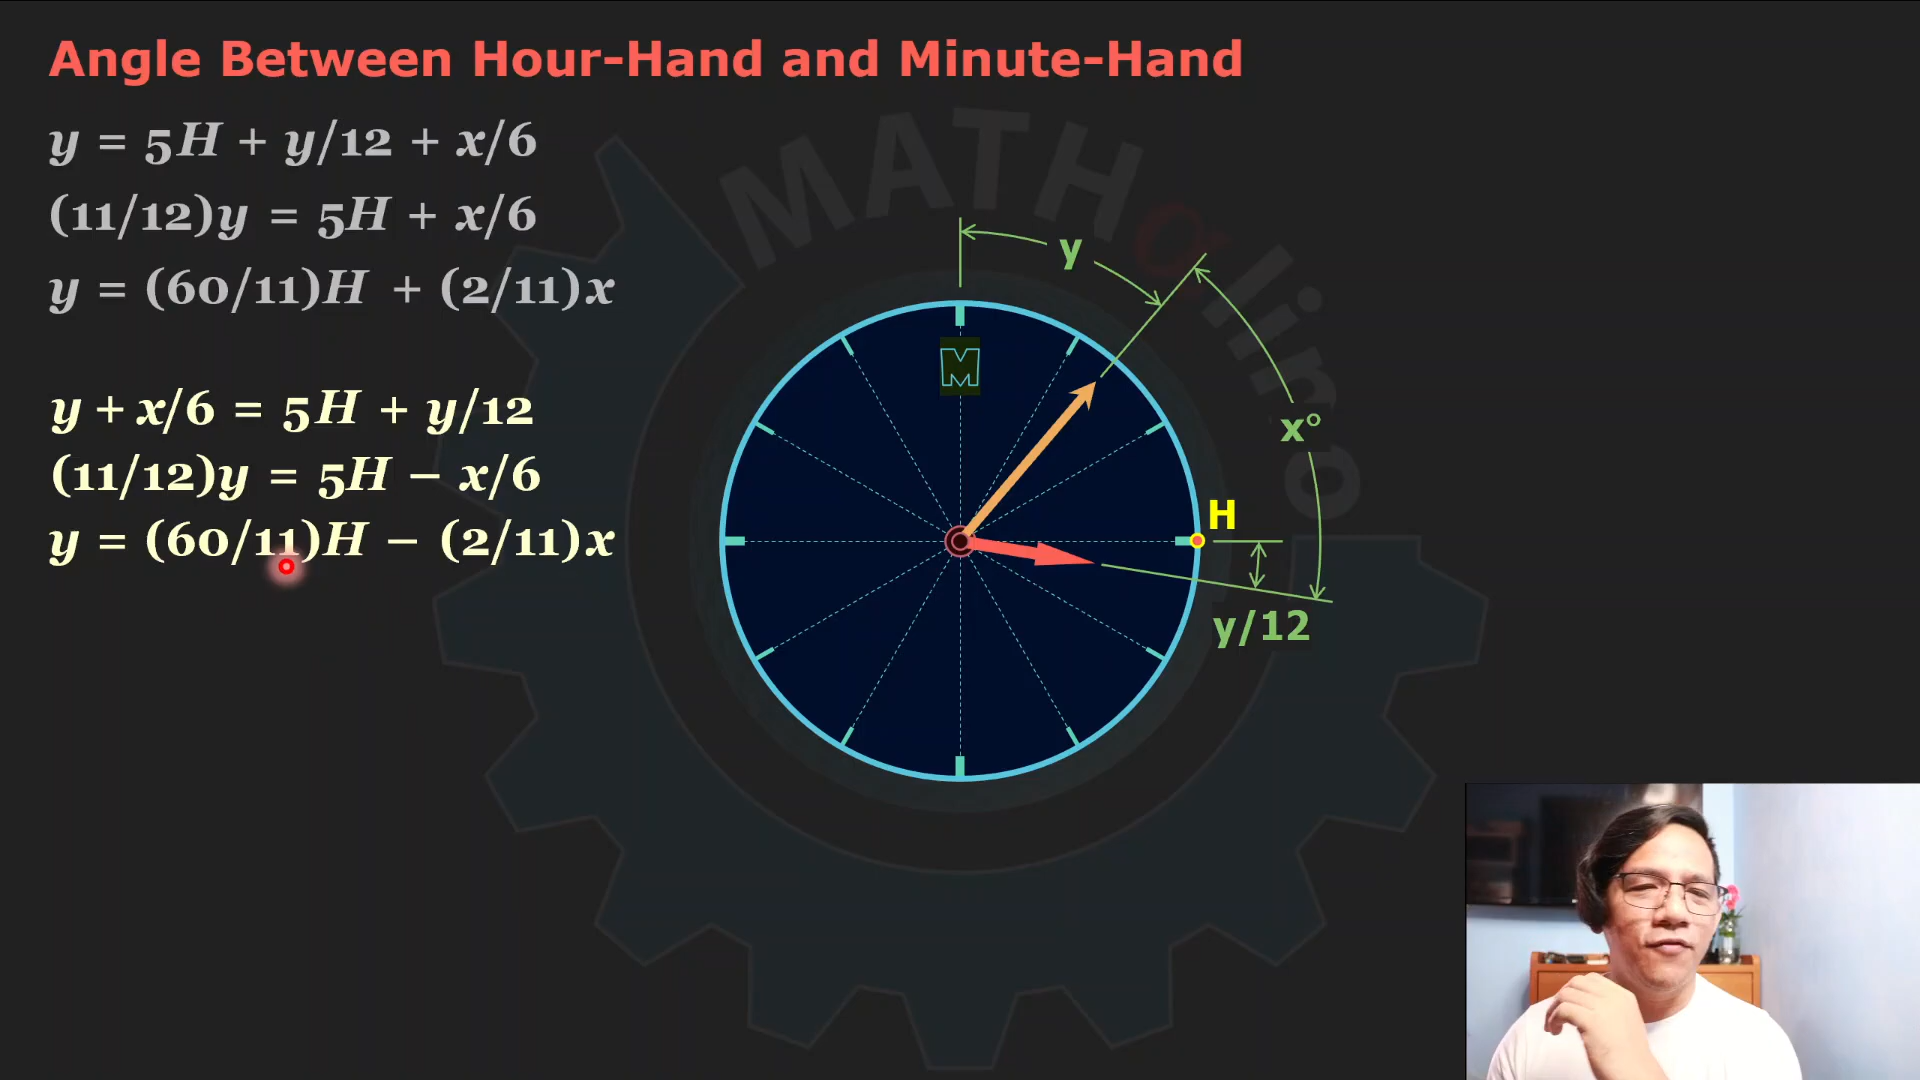 Angle Between Hour-Hand and Minute-Hand
y = 5H + y/12 + x/6
(11/12)y = 5H + x/6
y = (60/11)H + (2/11)x
y + x/6 = 5H + y/12
(11/12)y = 5H − x/6
y = (60/11)H − (2/11)x
MATHalino
y
M
x°
H
y/12